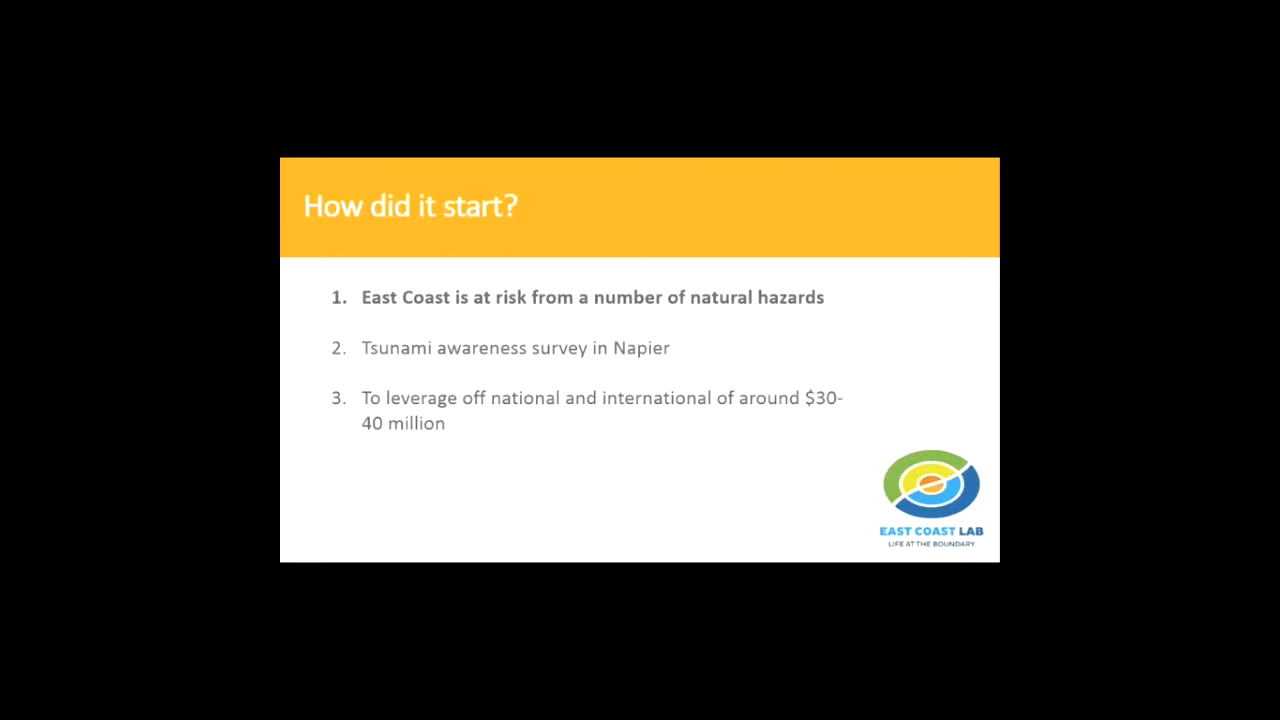 How did it start?
1. East Coast is at risk from a number of natural hazards
2. Tsunami awareness survey in Napier
3. To leverage off national and international of around $30-
40 million
EAST COAST LAB
LIFE AT THE BOUNDARY